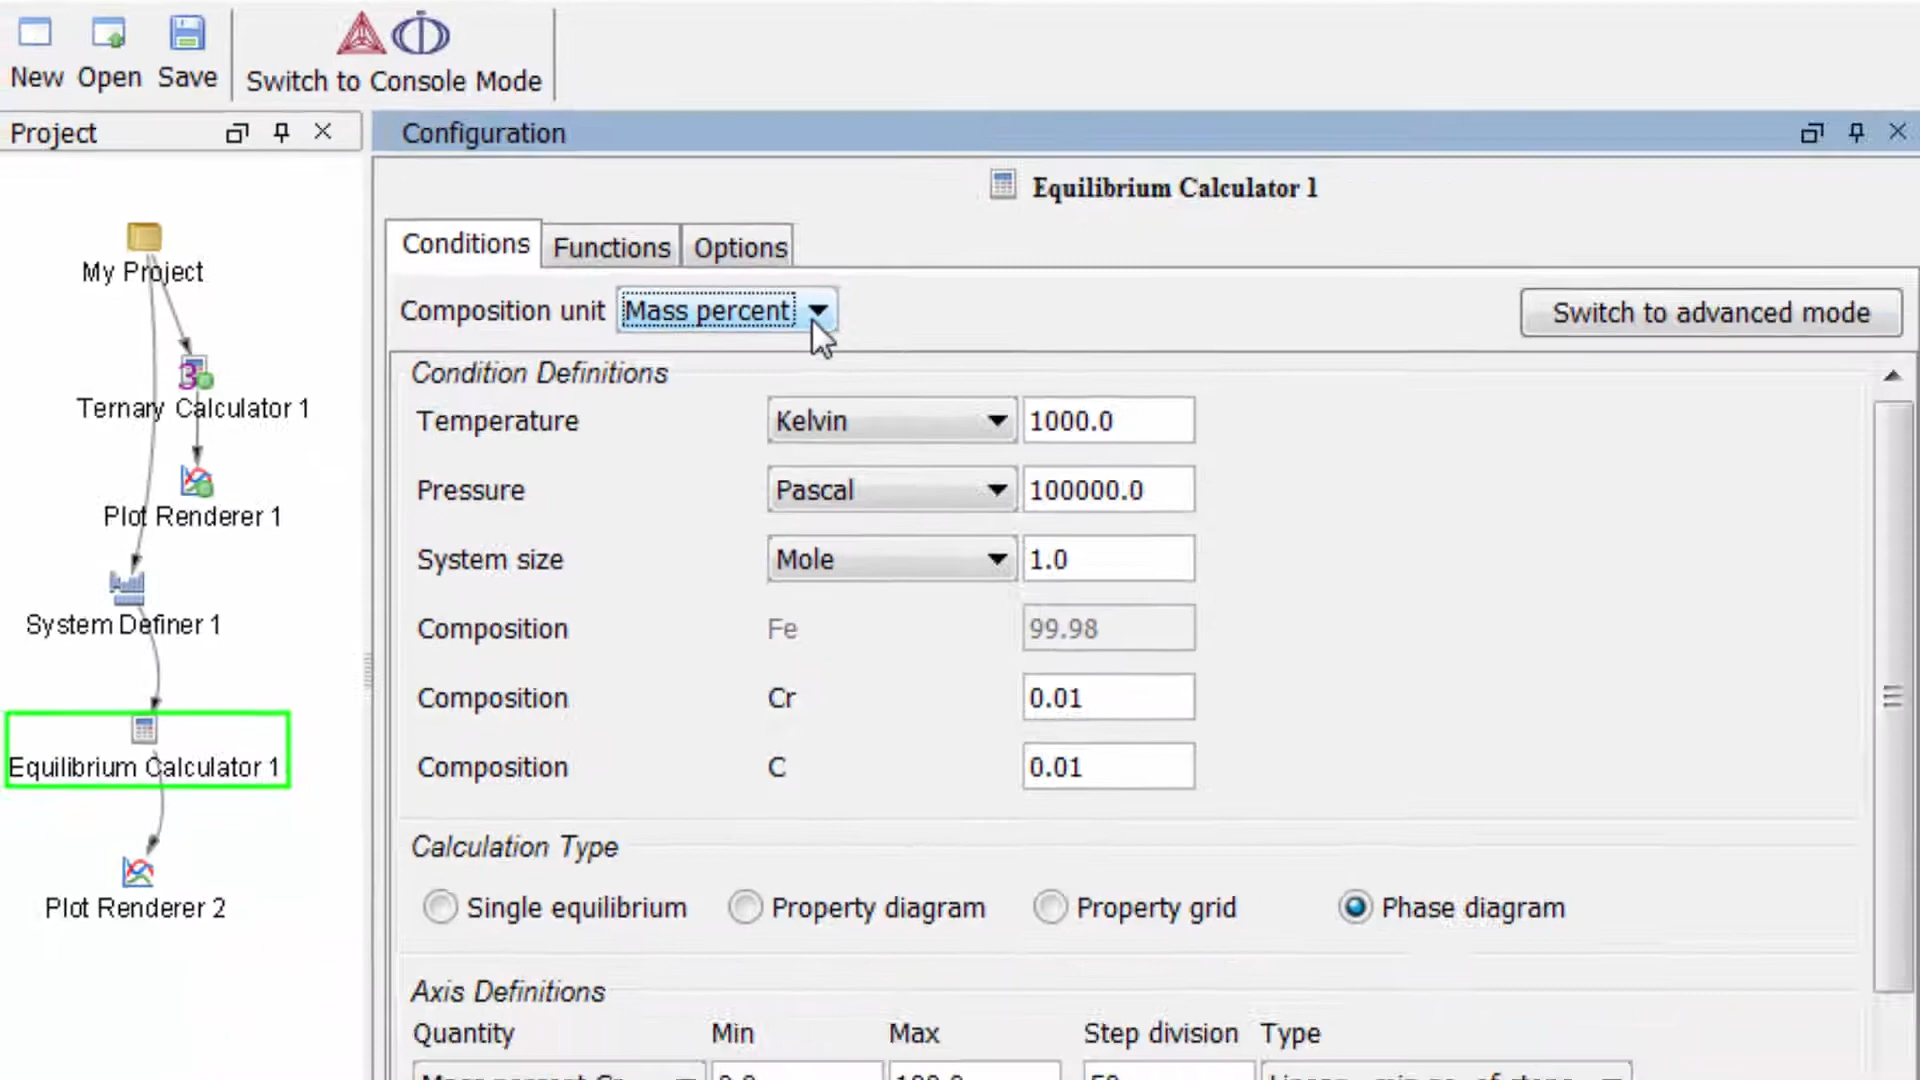 New Open Save Switch to Console Mode
Project
Configuration
Equilibrium Calculator 1
Conditions Functions Options
Composition unit Mass percent Switch to advanced mode
Condition Definitions
Temperature Kelvin 1000.0
Pressure Pascal 100000.0
System size Mole 1.0
Composition Fe 99.98
Composition Cr 0.01
Composition C 0.01
Calculation Type
Single equilibrium Property diagram Property grid Phase diagram
Axis Definitions
Quantity Min Max Step division Type
My Project
3
Ternary Calculator 1
Plot Renderer 1
System Definer 1
Equilibrium Calculator 1
Plot Renderer 2